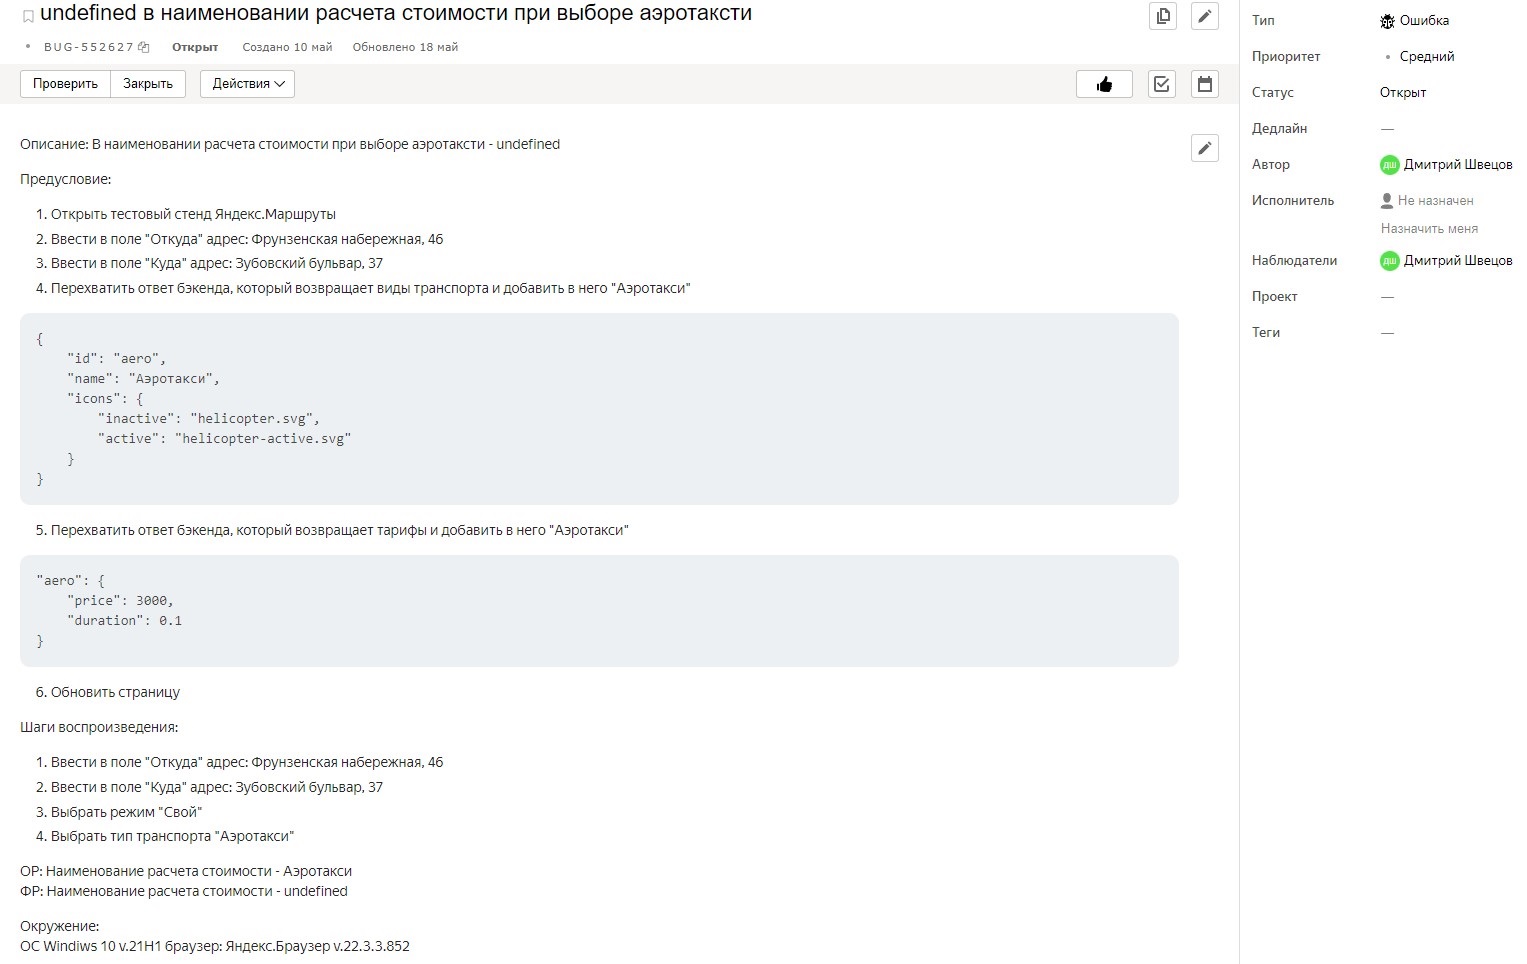 undefined в наименовании расчета стоимости при выборе аэротаксти
BUG-552627 Открыт Создано 10 май Обновлено 18 май
Проверить Закрыть Действия
Описание: В наименовании расчета стоимости при выборе аэротаксти - undefined
Предусловие:
1. Открыть тестовый стенд Яндекс.Маршруты
2. Ввести в поле "Откуда" адрес: Фрунзенская набережная, 46
3. Ввести в поле "Куда" адрес: Зубовский бульвар, 37
4. Перехватить ответ бэкенда, который возвращает виды транспорта и добавить в него "Аэротакси"
{
"id": "aero",
"name": "Аэротакси",
"icons": {
"inactive": "helicopter.svg",
"active": "helicopter-active.svg"
}
}
5. Перехватить ответ бэкенда, который возвращает тарифы и добавить в него "Аэротакси"
"aero": {
"price": 3000,
"duration": 0.1
}
6. Обновить страницу
Шаги воспроизведения:
1. Ввести в поле "Откуда" адрес: Фрунзенская набережная, 46
2. Ввести в поле "Куда" адрес: Зубовский бульвар, 37
3. Выбрать режим "Свой"
4. Выбрать тип транспорта "Аэротакси"
ОР: Наименование расчета стоимости - Аэротакси
ФР: Наименование расчета стоимости - undefined
Окружение:
ОС Windiws 10 v.21H1 браузер: Яндекс.Браузер v.22.3.3.852
Тип Ошибка
Приоритет Средний
Статус Открыт
Дедлайн —
Автор ДШ Дмитрий Швецов
Исполнитель Не назначен
Назначить меня
Наблюдатели ДШ Дмитрий Швецов
Проект —
Теги —